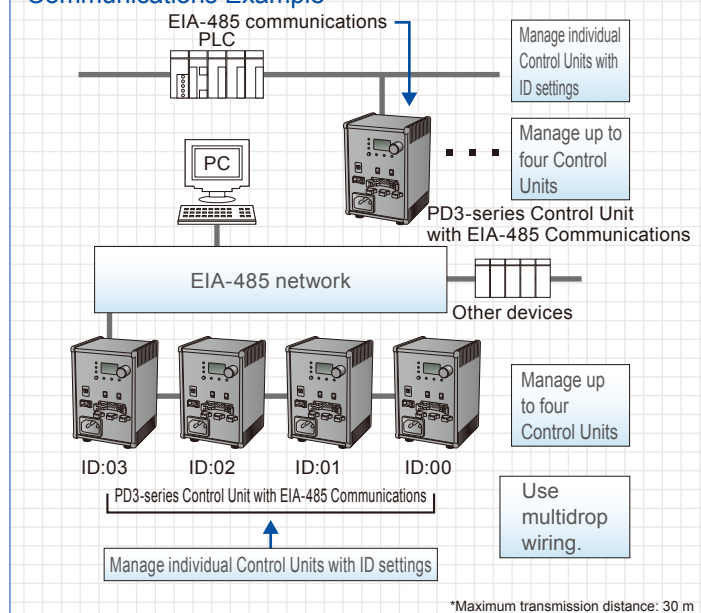 Communications Example
EIA-485 communications
PLC
Manage individual
Control Units with
ID settings
Manage up to
four Control
Units
PC
PD3-series Control Unit
with EIA-485 Communications
EIA-485 network
Other devices
Manage up
to four
Control Units
ID:03
ID:02
ID:01
ID:00
PD3-series Control Unit with EIA-485 Communications
Use
multidrop
wiring.
Manage individual Control Units with ID settings
*Maximum transmission distance: 30 m